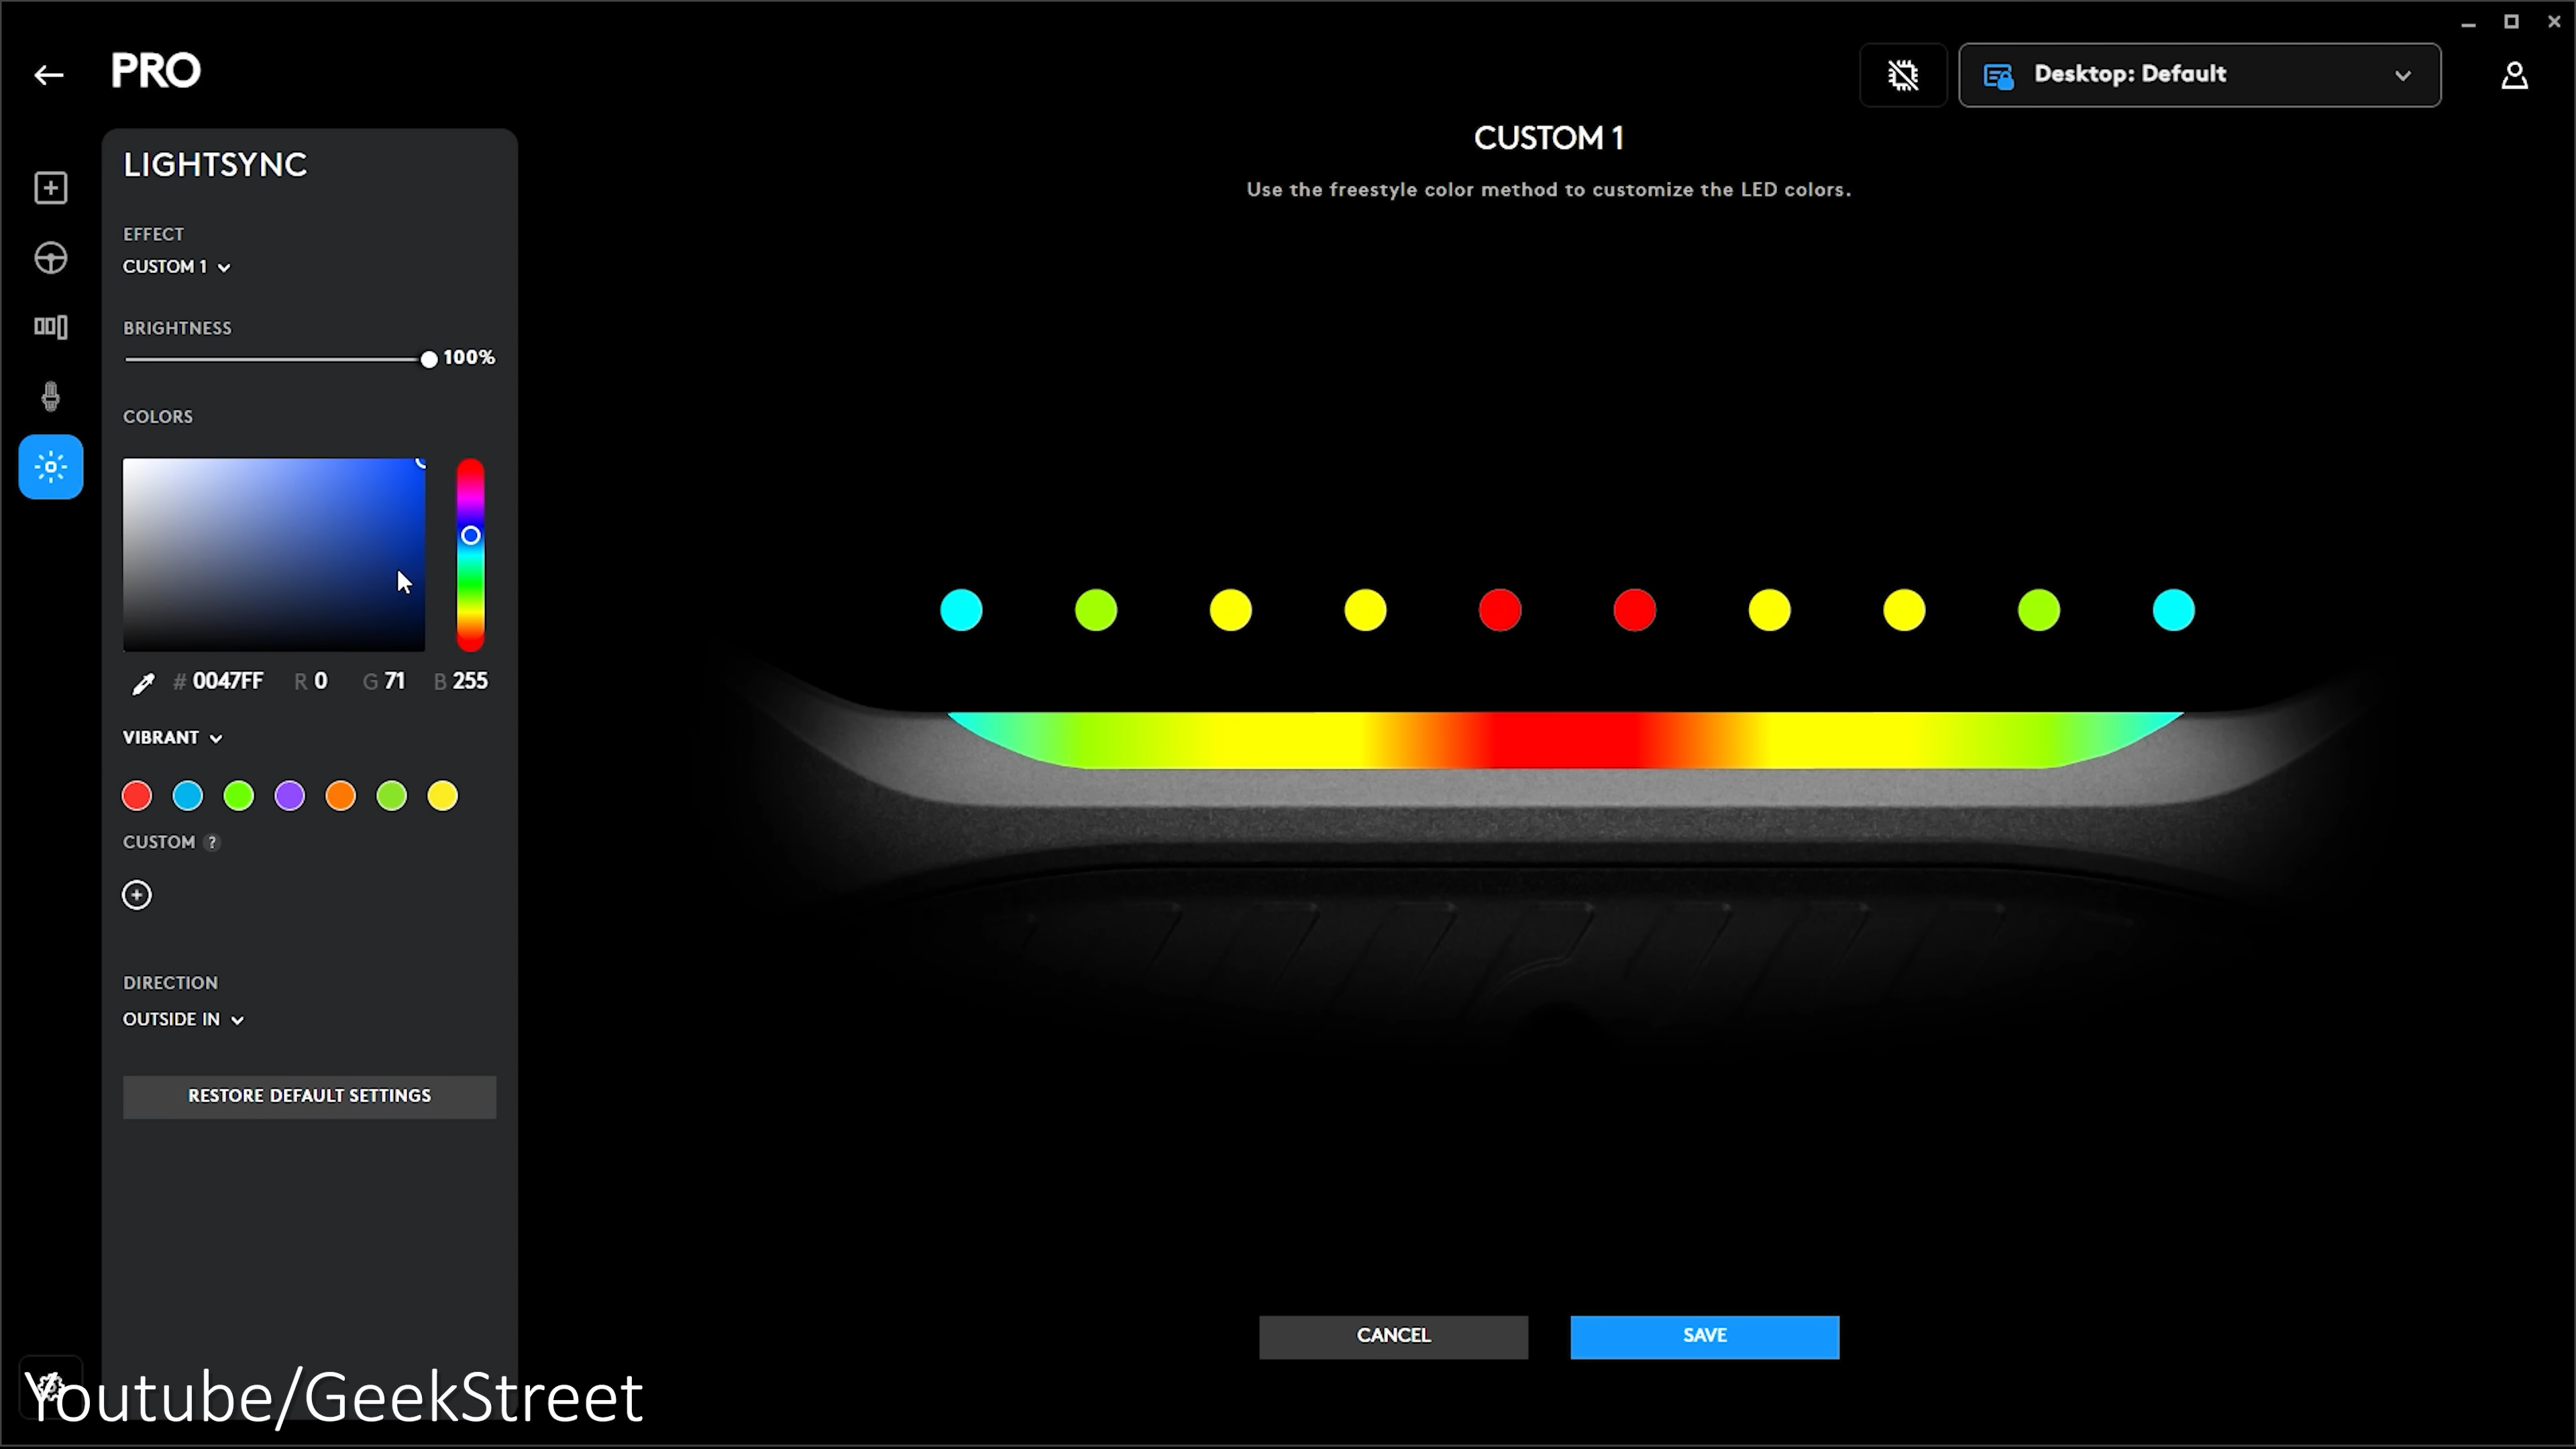 PRO
Desktop: Default
LIGHTSYNC
EFFECT
CUSTOM 1
BRIGHTNESS
100%
COLORS
# 0047FF R 0 G 71 B 255
VIBRANT
CUSTOM ?
DIRECTION
OUTSIDE IN
RESTORE DEFAULT SETTINGS
CUSTOM 1
Use the freestyle color method to customize the LED colors.
CANCEL
SAVE
Youtube/GeekStreet